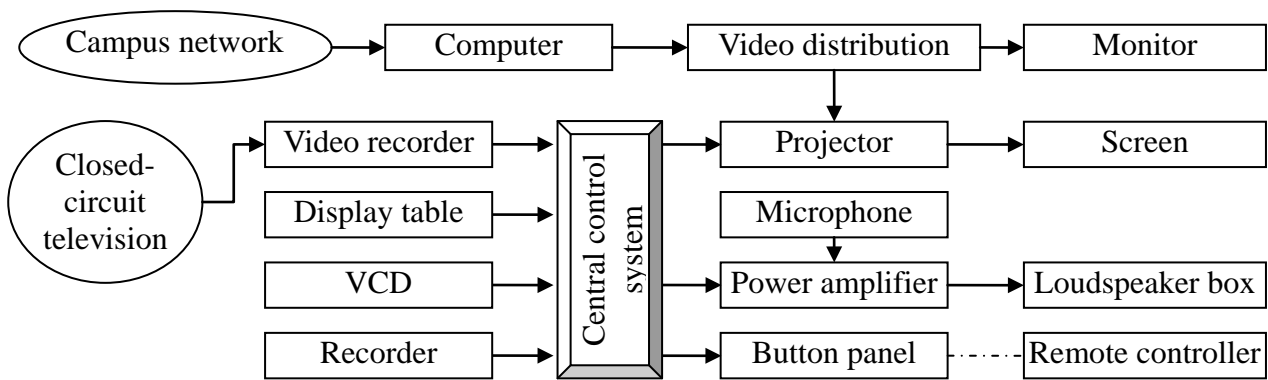 Campus network
Computer
Video distribution
Monitor
Closed-
circuit
television
Video recorder
Projector
Screen
Display table
Central control
system
Microphone
VCD
Power amplifier
Loudspeaker box
Recorder
Button panel
Remote controller